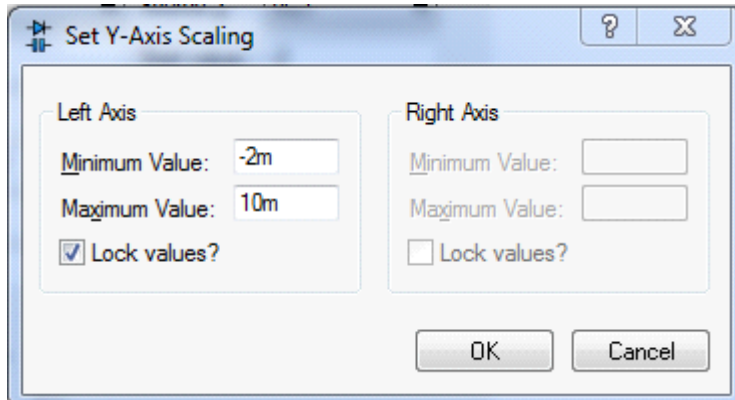 Set Y-Axis Scaling
Left Axis
Minimum Value: -2m
Maximum Value: 10m
Lock values?
Right Axis
Minimum Value:
Maximum Value:
Lock values?
OK Cancel